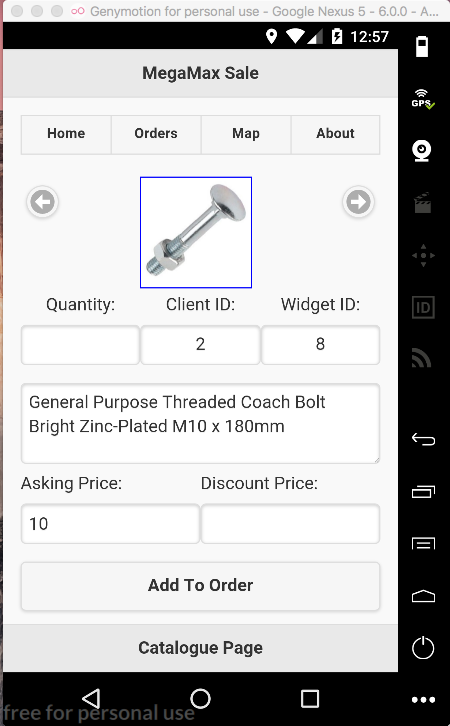 Genymotion for personal use - Google Nexus 5 - 6.0.0 - A...
12:57
MegaMax Sale
GPS
Home Orders Map About
Quantity: Client ID: Widget ID:
2 8
ID
General Purpose Threaded Coach Bolt
Bright Zinc-Plated M10 x 180mm
Asking Price: Discount Price:
10
Add To Order
Catalogue Page
free for personal use